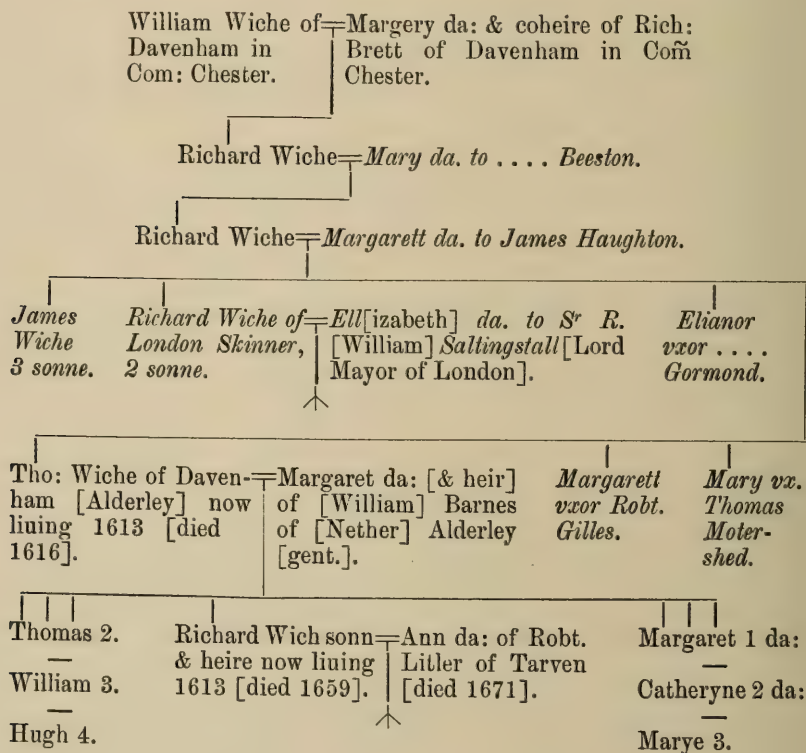 William Wiche of Margery da: & coheire of Rich:
Davenham in Brett of Davenham in Com̃
Com: Chester. Chester.
Richard Wiche Mary da. to . . . . Beeston.
Richard Wiche Margarett da. to James Haughton.
James
Wiche
3 sonne.
Richard Wiche of
London Skinner,
2 sonne.
Ell[izabeth] da. to Sʳ R.
[William] Saltingstall [Lord
Mayor of London].
Elianor
vxor . . . .
Gormond.
Tho: Wiche of Daven-
ham [Alderley] now
liuing 1613 [died
1616].
Margaret da: [& heir]
of [William] Barnes
of [Nether] Alderley
[gent.].
Margarett
vxor Robt.
Gilles.
Mary vx.
Thomas
Moter-
shed.
Thomas 2.
William 3.
Hugh 4.
Richard Wich sonn
& heire now liuing
1613 [died 1659].
Ann da: of Robt.
Litler of Tarven
[died 1671].
Margaret 1 da:
Catheryne 2 da:
Marye 3.